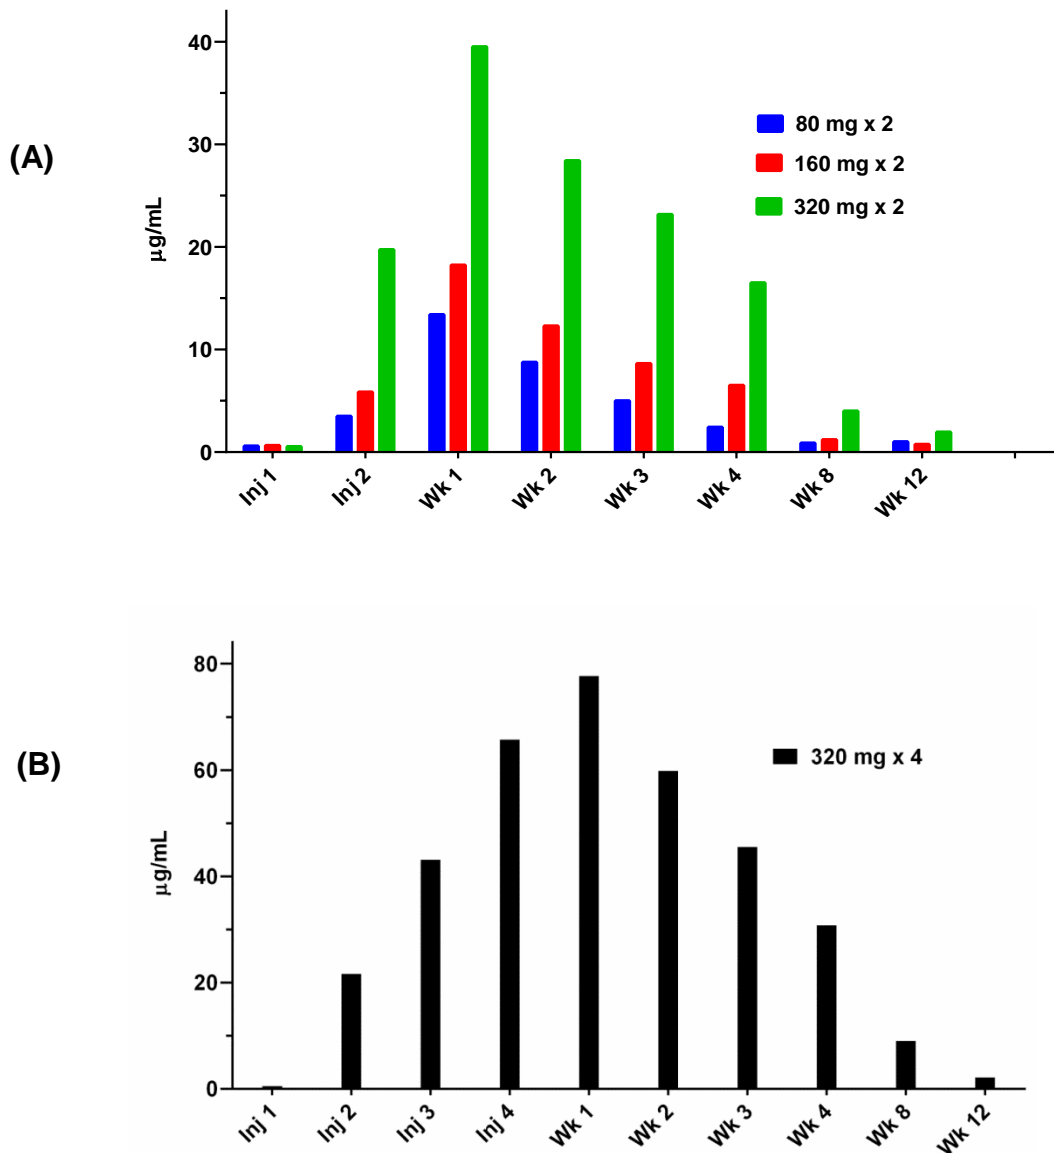 (A)
µg/mL
40
30
20
10
0
80 mg x 2
160 mg x 2
320 mg x 2
Inj 1
Inj 2
Wk 1
Wk 2
Wk 3
Wk 4
Wk 8
Wk 12
(B)
µg/mL
80
60
40
20
0
320 mg x 4
Inj 1
Inj 2
Inj 3
Inj 4
Wk 1
Wk 2
Wk 3
Wk 4
Wk 8
Wk 12